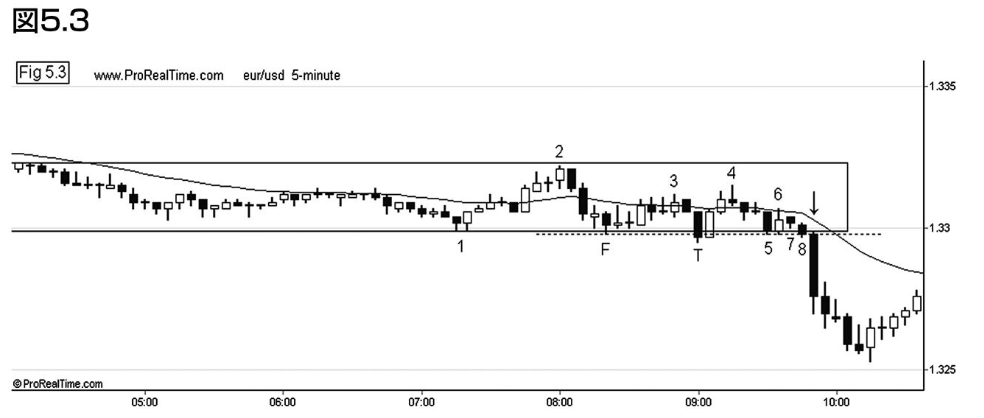 図5.3
Fig 5.3 www.ProRealTime.com eur/usd 5-minute
1.335
2
3 4
6
1.33
1 F T 5 7 8
1.325
©ProRealTime.com
05:00 06:00 07:00 08:00 09:00 10:00